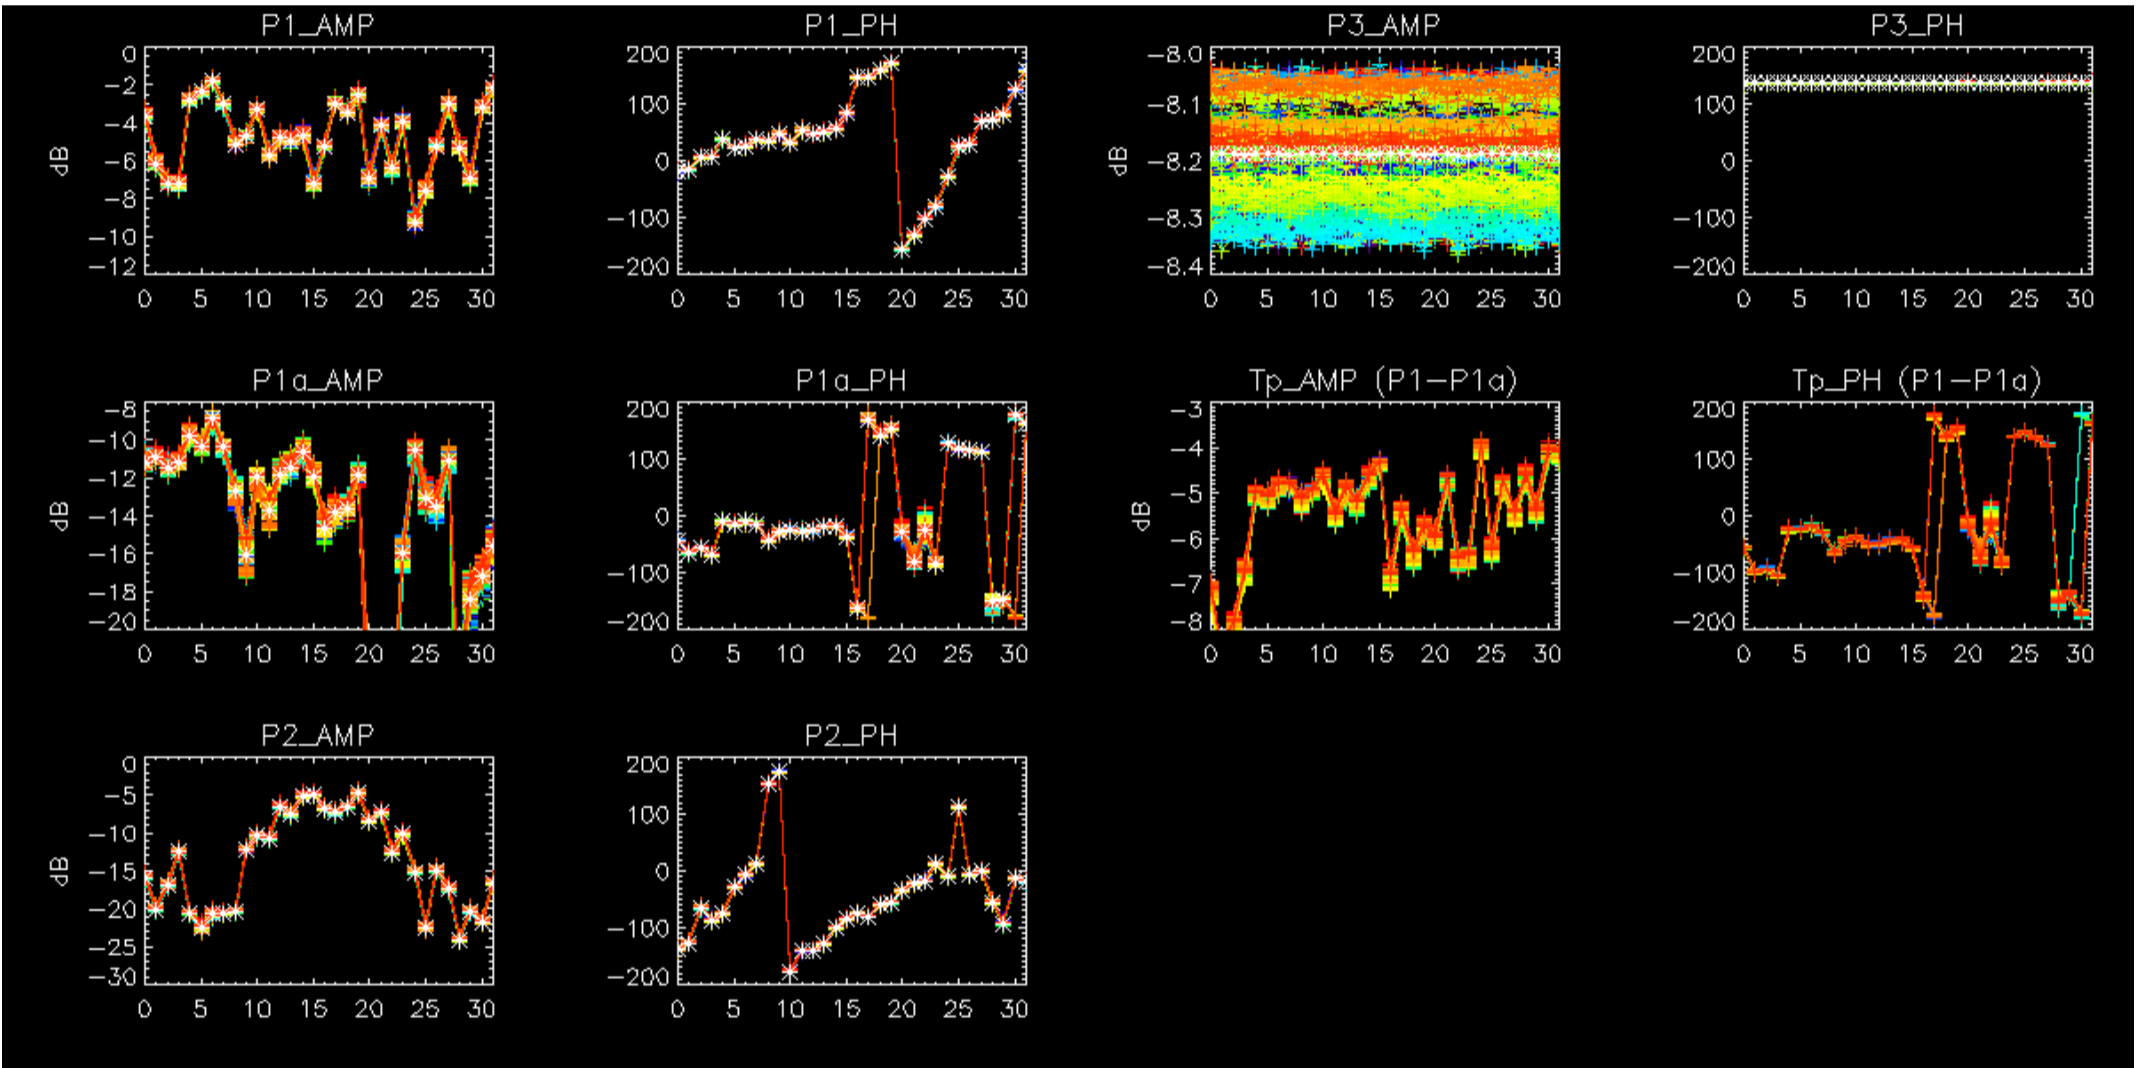 P1_AMP P1_PH P3_AMP P3_PH
0 200 -8.0 200
-2 100 -8.1 100
-4 0 -8.2 0
-6 -100 -8.3 -100
-8 -200 -8.4 -200
-10
-12
dB dB
0 5 10 15 20 25 30 0 5 10 15 20 25 30 0 5 10 15 20 25 30 0 5 10 15 20 25 30
P1a_AMP P1a_PH Tp_AMP (P1-P1a) Tp_PH (P1-P1a)
-8 200 -3 200
-10 100 -4 100
-12 0 -5 0
-14 -100 -6 -100
-16 -200 -7 -200
-18 -8
-20
dB dB
0 5 10 15 20 25 30 0 5 10 15 20 25 30 0 5 10 15 20 25 30 0 5 10 15 20 25 30
P2_AMP P2_PH
0 200
-5 100
-10 0
-15 -100
-20 -200
-25
-30
dB
0 5 10 15 20 25 30 0 5 10 15 20 25 30